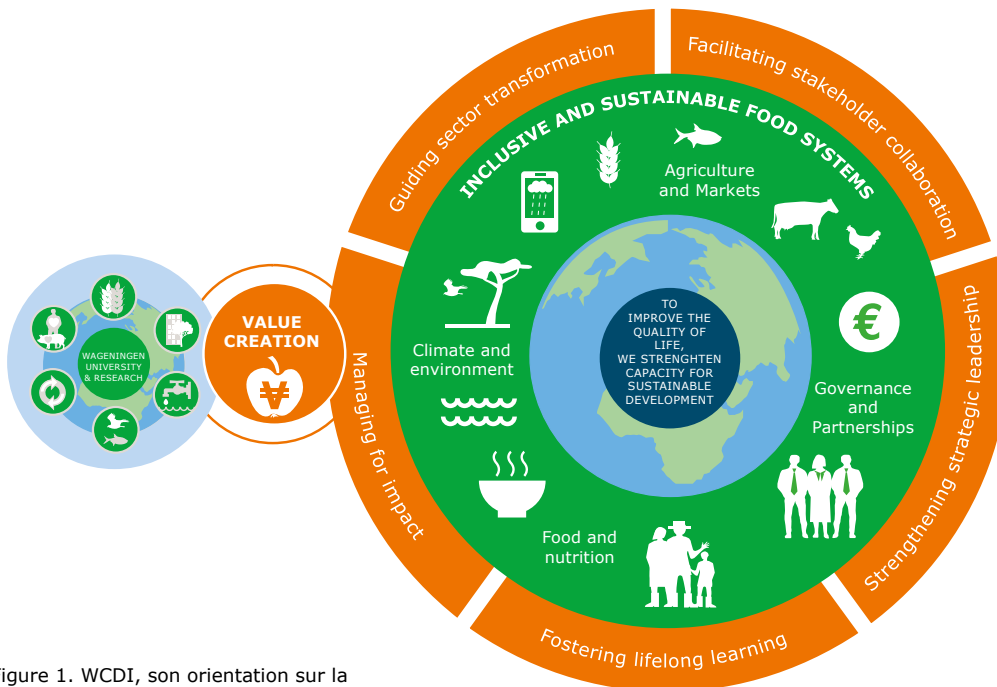 Guiding sector transformation
Facilitating stakeholder collaboration
Strengthening strategic leadership
Fostering lifelong learning
Managing for impact
INCLUSIVE AND SUSTAINABLE FOOD SYSTEMS
Agriculture
and Markets
Climate and
environment
€
Governance
and
Partnerships
Food and
nutrition
TO
IMPROVE THE
QUALITY OF
LIFE,
WE STRENGHTEN
CAPACITY FOR
SUSTAINABLE
DEVELOPMENT
VALUE
CREATION
WAGENINGEN
UNIVERSITY
& RESEARCH
igure 1. WCDI, son orientation sur la